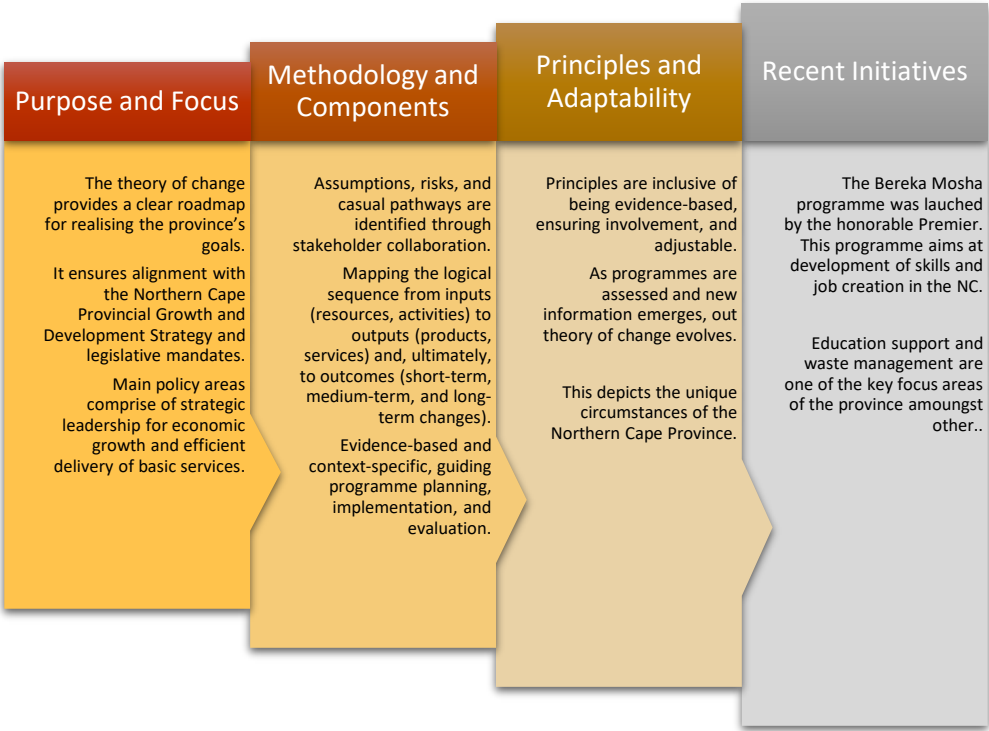 Purpose and Focus
The theory of change
provides a clear roadmap
for realising the province's
goals.
It ensures alignment with
the Northern Cape
Provincial Growth and
Development Strategy and
legislative mandates.
Main policy areas
comprise of strategic
leadership for economic
growth and efficient
delivery of basic services.
Methodology and
Components
Assumptions, risks, and
casual pathways are
identified through
stakeholder collaboration.
Mapping the logical
sequence from inputs
(resources, activities) to
outputs (products,
services) and, ultimately,
to outcomes (short-term,
medium-term, and long-
term changes).
Evidence-based and
context-specific, guiding
programme planning,
implementation, and
evaluation.
Principles and
Adaptability
Principles are inclusive of
being evidence-based,
ensuring involvement, and
adjustable.
As programmes are
assessed and new
information emerges, out
theory of change evolves.
This depicts the unique
circumstances of the
Northern Cape Province.
Recent Initiatives
The Bereka Mosha
programme was lauched
by the honorable Premier.
This programme aims at
development of skills and
job creation in the NC.
Education support and
waste management are
one of the key focus areas
of the province amoungst
other..